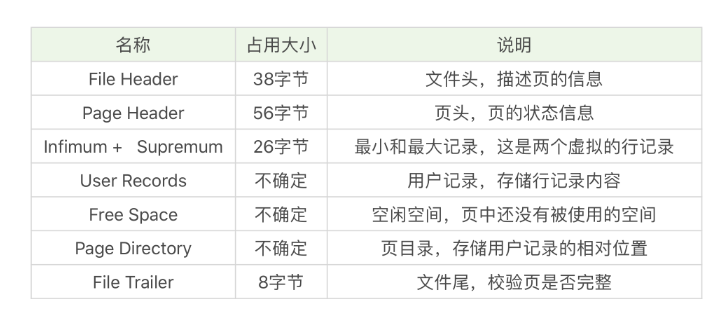 名称 占用大小 说明
File Header 38字节 文件头，描述页的信息
Page Header 56字节 页头，页的状态信息
Infimum + Supremum 26字节 最小和最大记录，这是两个虚拟的行记录
User Records 不确定 用户记录，存储行记录内容
Free Space 不确定 空闲空间，页中还没有被使用的空间
Page Directory 不确定 页目录，存储用户记录的相对位置
File Trailer 8字节 文件尾，校验页是否完整